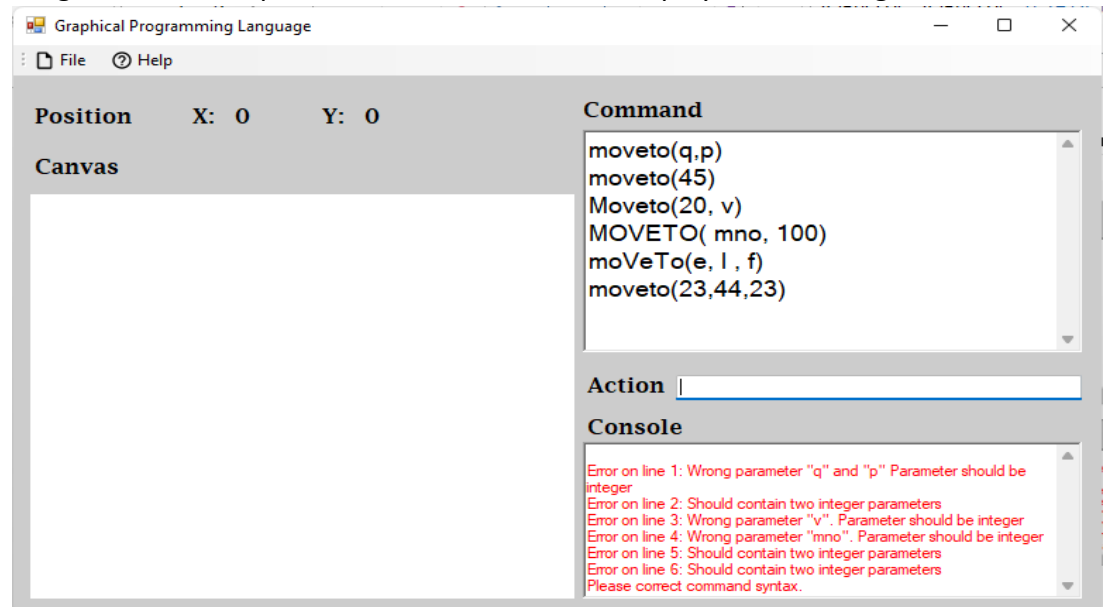 Graphical Programming Language
File Help
Position X: 0 Y: 0
Canvas
Command
moveto(q,p)
moveto(45)
Moveto(20, v)
MOVETO( mno, 100)
moVeTo(e, l , f)
moveto(23,44,23)
Action
Console
Error on line 1: Wrong parameter "q" and "p" Parameter should be
integer
Error on line 2: Should contain two integer parameters
Error on line 3: Wrong parameter "v". Parameter should be integer
Error on line 4: Wrong parameter "mno". Parameter should be integer
Error on line 5: Should contain two integer parameters
Error on line 6: Should contain two integer parameters
Please correct command syntax.